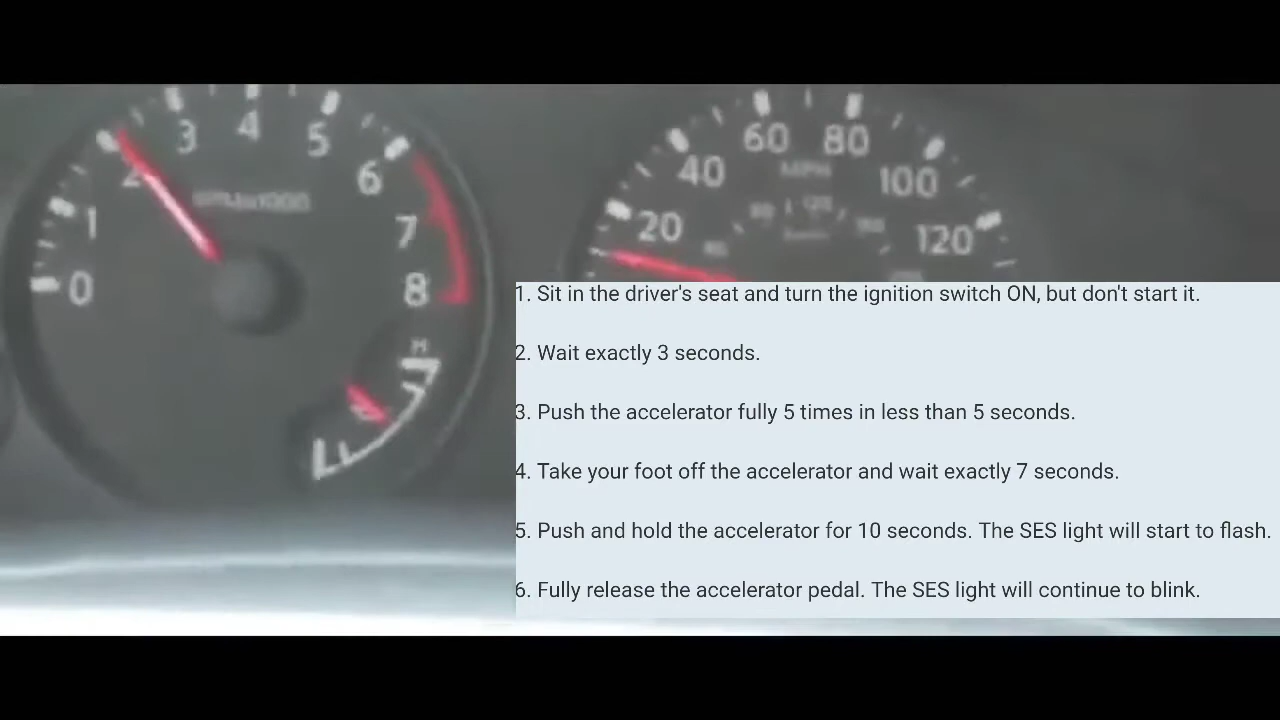 3 4 5
60 80
2
6
40
100
MPH
x1000
1
20
7
120
0
8
H
1. Sit in the driver's seat and turn the ignition switch ON, but don't start it.
2. Wait exactly 3 seconds.
3. Push the accelerator fully 5 times in less than 5 seconds.
4. Take your foot off the accelerator and wait exactly 7 seconds.
5. Push and hold the accelerator for 10 seconds. The SES light will start to flash.
6. Fully release the accelerator pedal. The SES light will continue to blink.